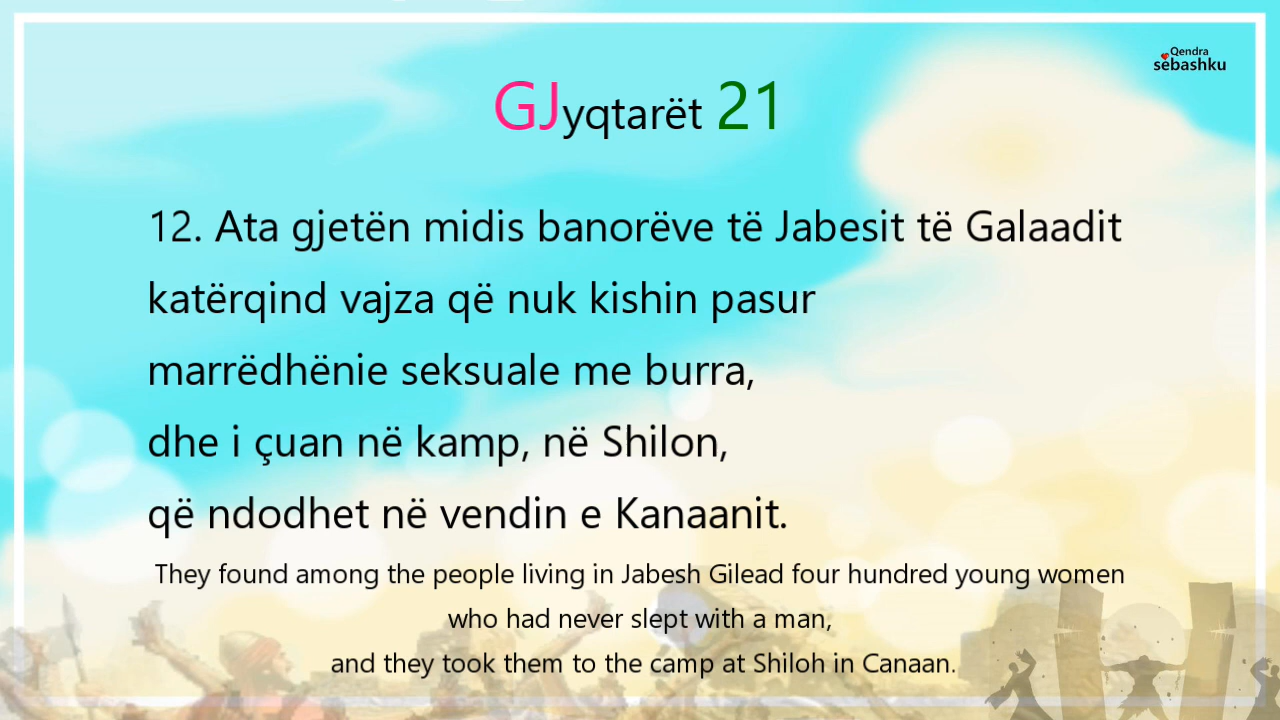 Qendra
sëbashku
GJyqtarët 21
12. Ata gjetën midis banorëve të Jabesit të Galaadit
katërqind vajza që nuk kishin pasur
marrëdhënie seksuale me burra,
dhe i çuan në kamp, në Shilon,
që ndodhet në vendin e Kanaanit.
They found among the people living in Jabesh Gilead four hundred young women
who had never slept with a man,
and they took them to the camp at Shiloh in Canaan.